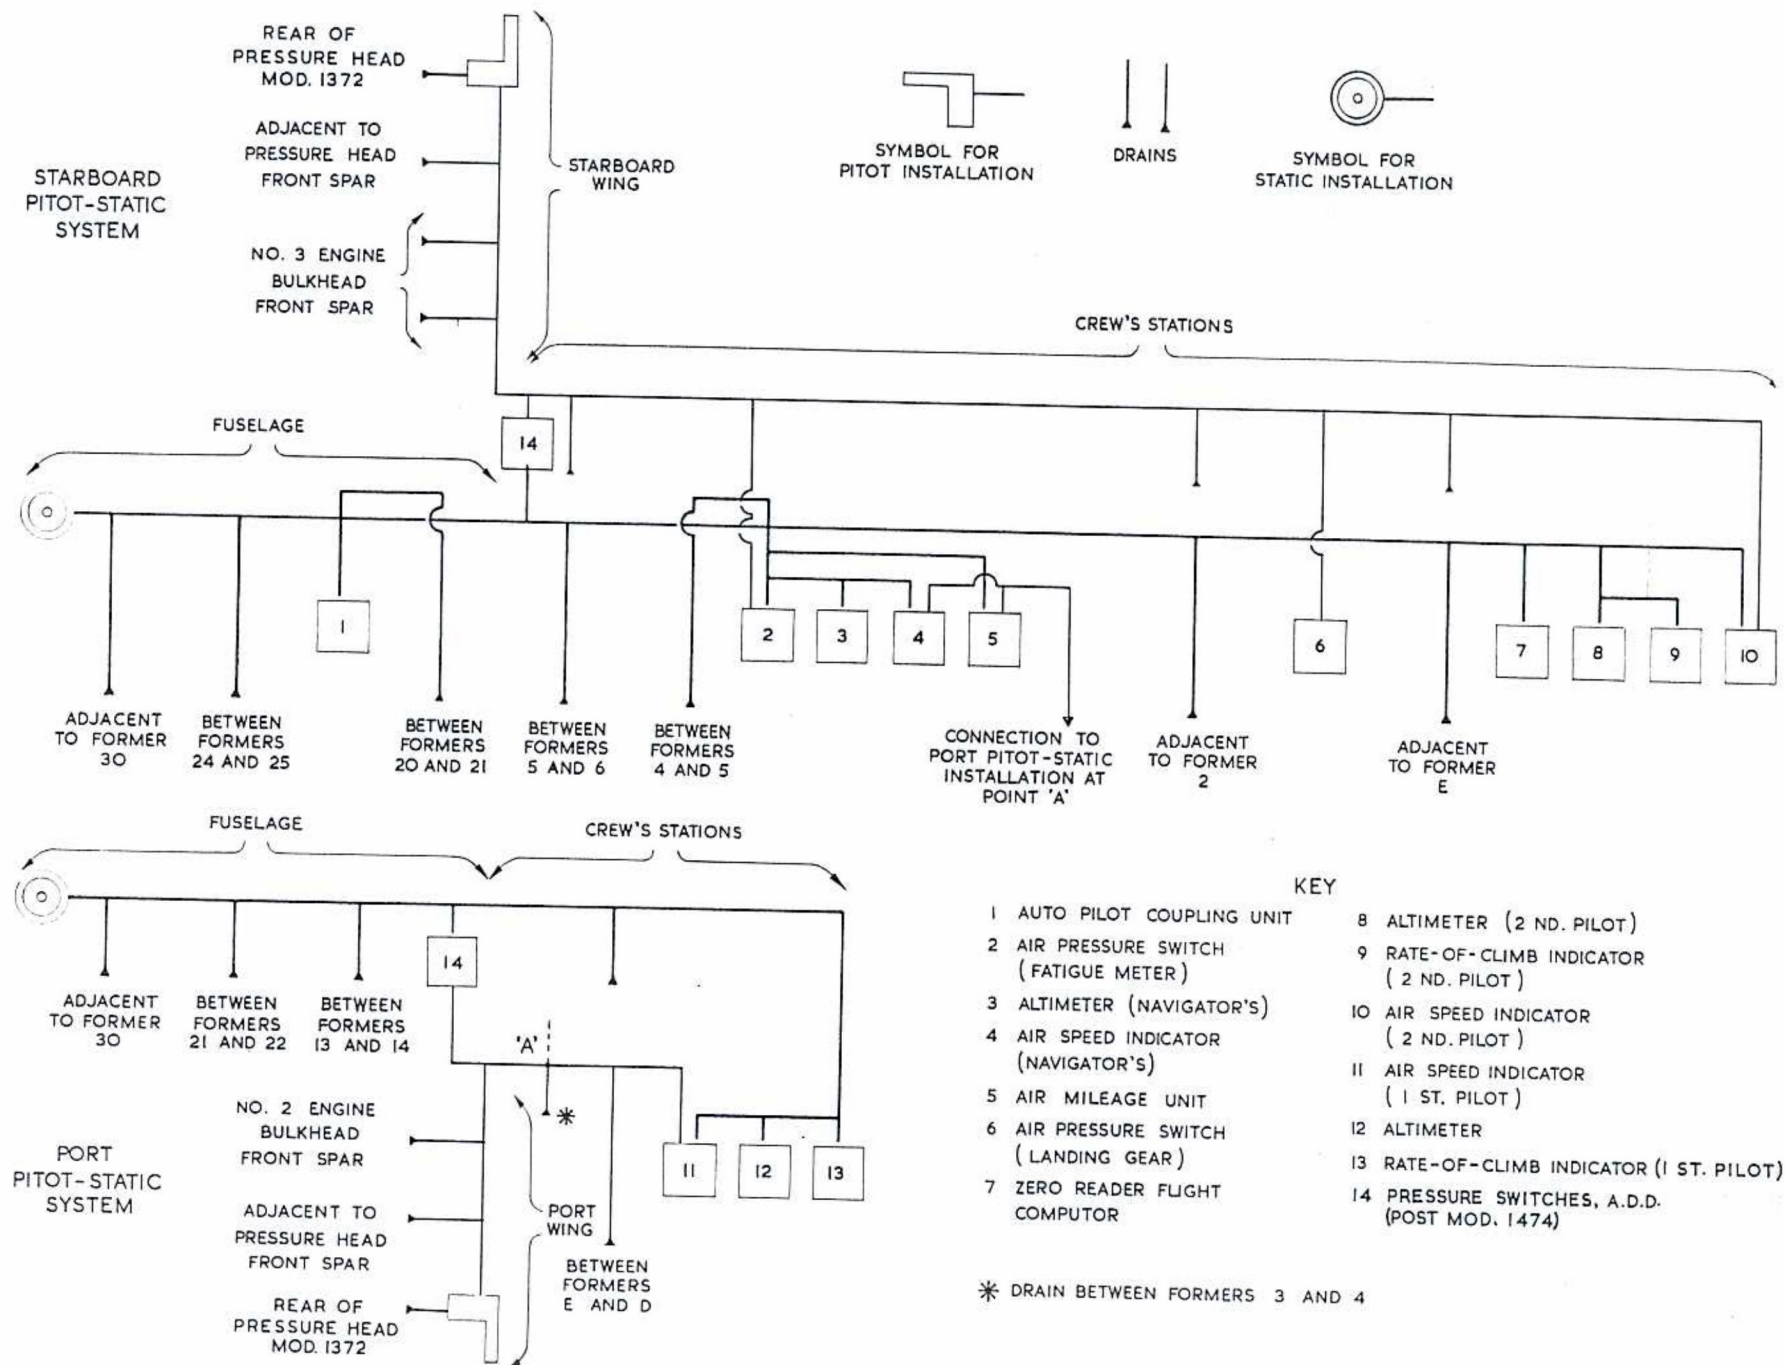 REAR OF
PRESSURE HEAD
MOD. 1372
ADJACENT TO
PRESSURE HEAD
FRONT SPAR
STARBOARD
PITOT-STATIC
SYSTEM
NO. 3 ENGINE
BULKHEAD
FRONT SPAR
STARBOARD
WING
SYMBOL FOR
PITOT INSTALLATION
DRAINS
SYMBOL FOR
STATIC INSTALLATION
CREW'S STATIONS
FUSELAGE
14
1
2
3
4
5
6
7
8
9
10
ADJACENT
TO FORMER
30
BETWEEN
FORMERS
24 AND 25
BETWEEN
FORMERS
20 AND 21
BETWEEN
FORMERS
5 AND 6
BETWEEN
FORMERS
4 AND 5
CONNECTION TO
PORT PITOT-STATIC
INSTALLATION AT
POINT 'A'
ADJACENT
TO FORMER
2
ADJACENT
TO FORMER
E
FUSELAGE
CREW'S STATIONS
14
ADJACENT
TO FORMER
30
BETWEEN
FORMERS
21 AND 22
BETWEEN
FORMERS
13 AND 14
'A'
NO. 2 ENGINE
BULKHEAD
FRONT SPAR
PORT
PITOT-STATIC
SYSTEM
ADJACENT TO
PRESSURE HEAD
FRONT SPAR
REAR OF
PRESSURE HEAD
MOD. 1372
PORT
WING
BETWEEN
FORMERS
E AND D
11
12
13
KEY
1 AUTO PILOT COUPLING UNIT
2 AIR PRESSURE SWITCH
(FATIGUE METER)
3 ALTIMETER (NAVIGATOR'S)
4 AIR SPEED INDICATOR
(NAVIGATOR'S)
5 AIR MILEAGE UNIT
6 AIR PRESSURE SWITCH
(LANDING GEAR)
7 ZERO READER FLIGHT
COMPUTOR
8 ALTIMETER (2 ND. PILOT)
9 RATE-OF-CLIMB INDICATOR
(2 ND. PILOT)
10 AIR SPEED INDICATOR
(2 ND. PILOT)
11 AIR SPEED INDICATOR
(1 ST. PILOT)
12 ALTIMETER
13 RATE-OF-CLIMB INDICATOR (1 ST. PILOT)
14 PRESSURE SWITCHES, A.D.D.
(POST MOD. 1474)
* DRAIN BETWEEN FORMERS 3 AND 4